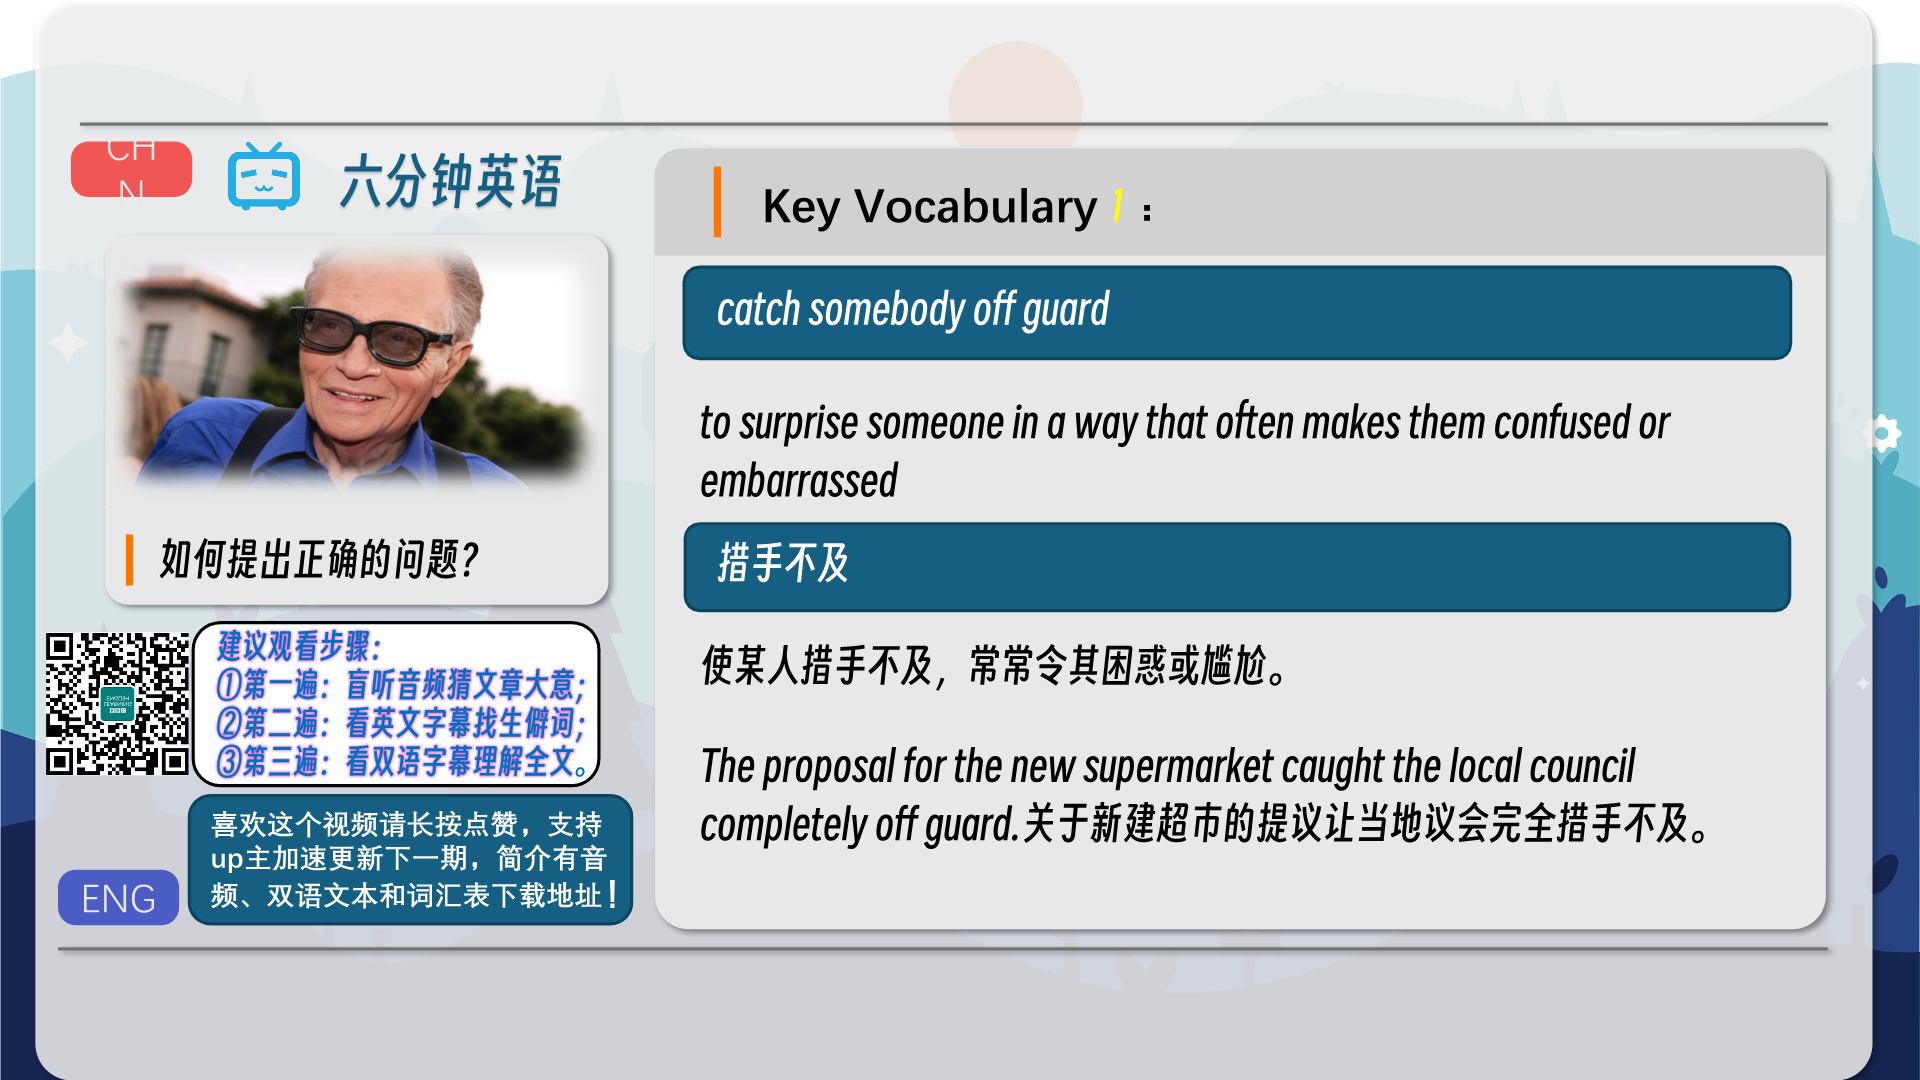 CH
N
六分钟英语
如何提出正确的问题?
建议观看步骤:
①第一遍：盲听音频猜文章大意;
②第二遍：看英文字幕找生僻词;
③第三遍：看双语字幕理解全文。
喜欢这个视频请长按点赞，支持
up主加速更新下一期，简介有音
频、双语文本和词汇表下载地址！
ENG
Key Vocabulary 1：
catch somebody off guard
to surprise someone in a way that often makes them confused or
embarrassed
措手不及
使某人措手不及，常常令其困惑或尴尬。
The proposal for the new supermarket caught the local council
completely off guard.关于新建超市的提议让当地议会完全措手不及。